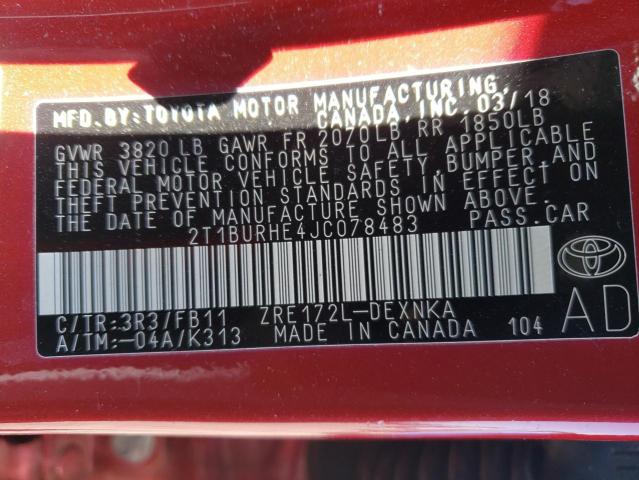 MFD. BY: TOYOTA MOTOR MANUFACTURING,
CANADA, INC. 03/18
GVWR 3820 LB GAWR FR 2070LB RR 1850LB
THIS VEHICLE CONFORMS TO ALL APPLICABLE
FEDERAL MOTOR VEHICLE SAFETY, BUMPER, AND
THEFT PREVENTION STANDARDS IN EFFECT ON
THE DATE OF MANUFACTURE SHOWN ABOVE.
2T1BURHE4JC078483 PASS. CAR
C/TR:3R3/FB11 ZRE172L-DEXNKA
A/TM:-04A/K313 MADE IN CANADA 104
AD